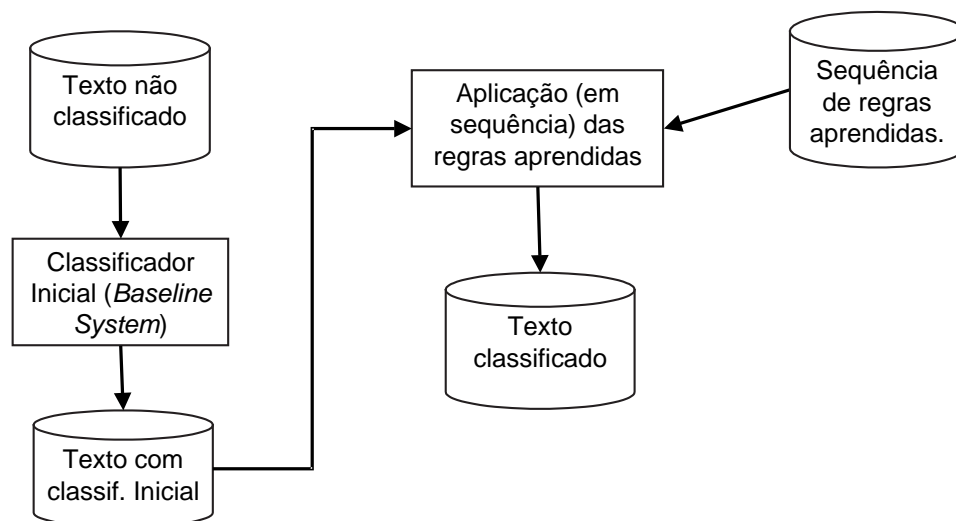 Texto não
classificado
Classificador
Inicial (Baseline
System)
Texto com
classif. Inicial
Aplicação (em
sequência) das
regras aprendidas
Sequência
de regras
aprendidas.
Texto
classificado